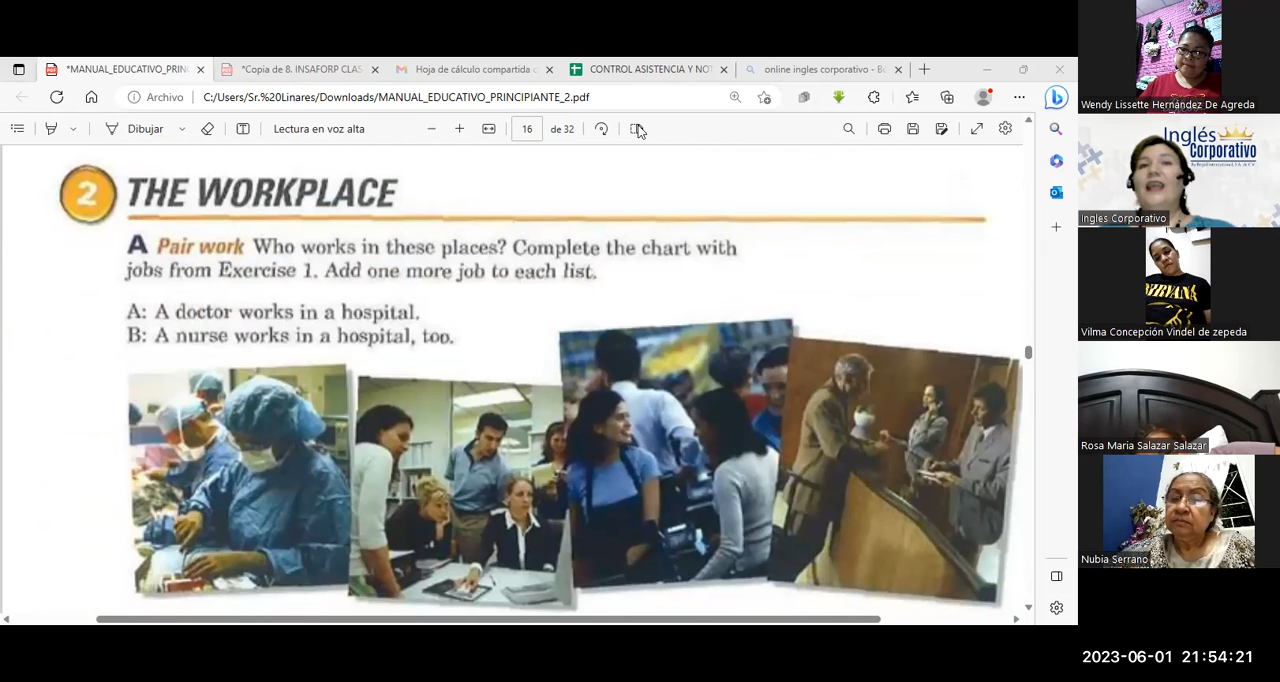 *MANUAL_EDUCATIVO_PRIN
*Copia de 8. INSAFORP CLAS
Hoja de cálculo compartida
CONTROL ASISTENCIA Y NOT
online ingles corporativo - B
Archivo
C:/Users/Sr.%20Linares/Downloads/MANUAL_EDUCATIVO_PRINCIPIANTE_2.pdf
Dibujar
Lectura en voz alta
16
de 32
2
THE WORKPLACE
A Pair work Who works in these places? Complete the chart with
jobs from Exercise 1. Add one more job to each list.
A: A doctor works in a hospital.
B: A nurse works in a hospital, too.
Wendy Lissette Hernández De Agreda
Inglés
Corporativo
Ingles Corporativo
NIRVANA
Vilma Concepción Vindel de zepeda
Rosa Maria Salazar Salazar
Nubia Serrano
2023-06-01 21:54:21